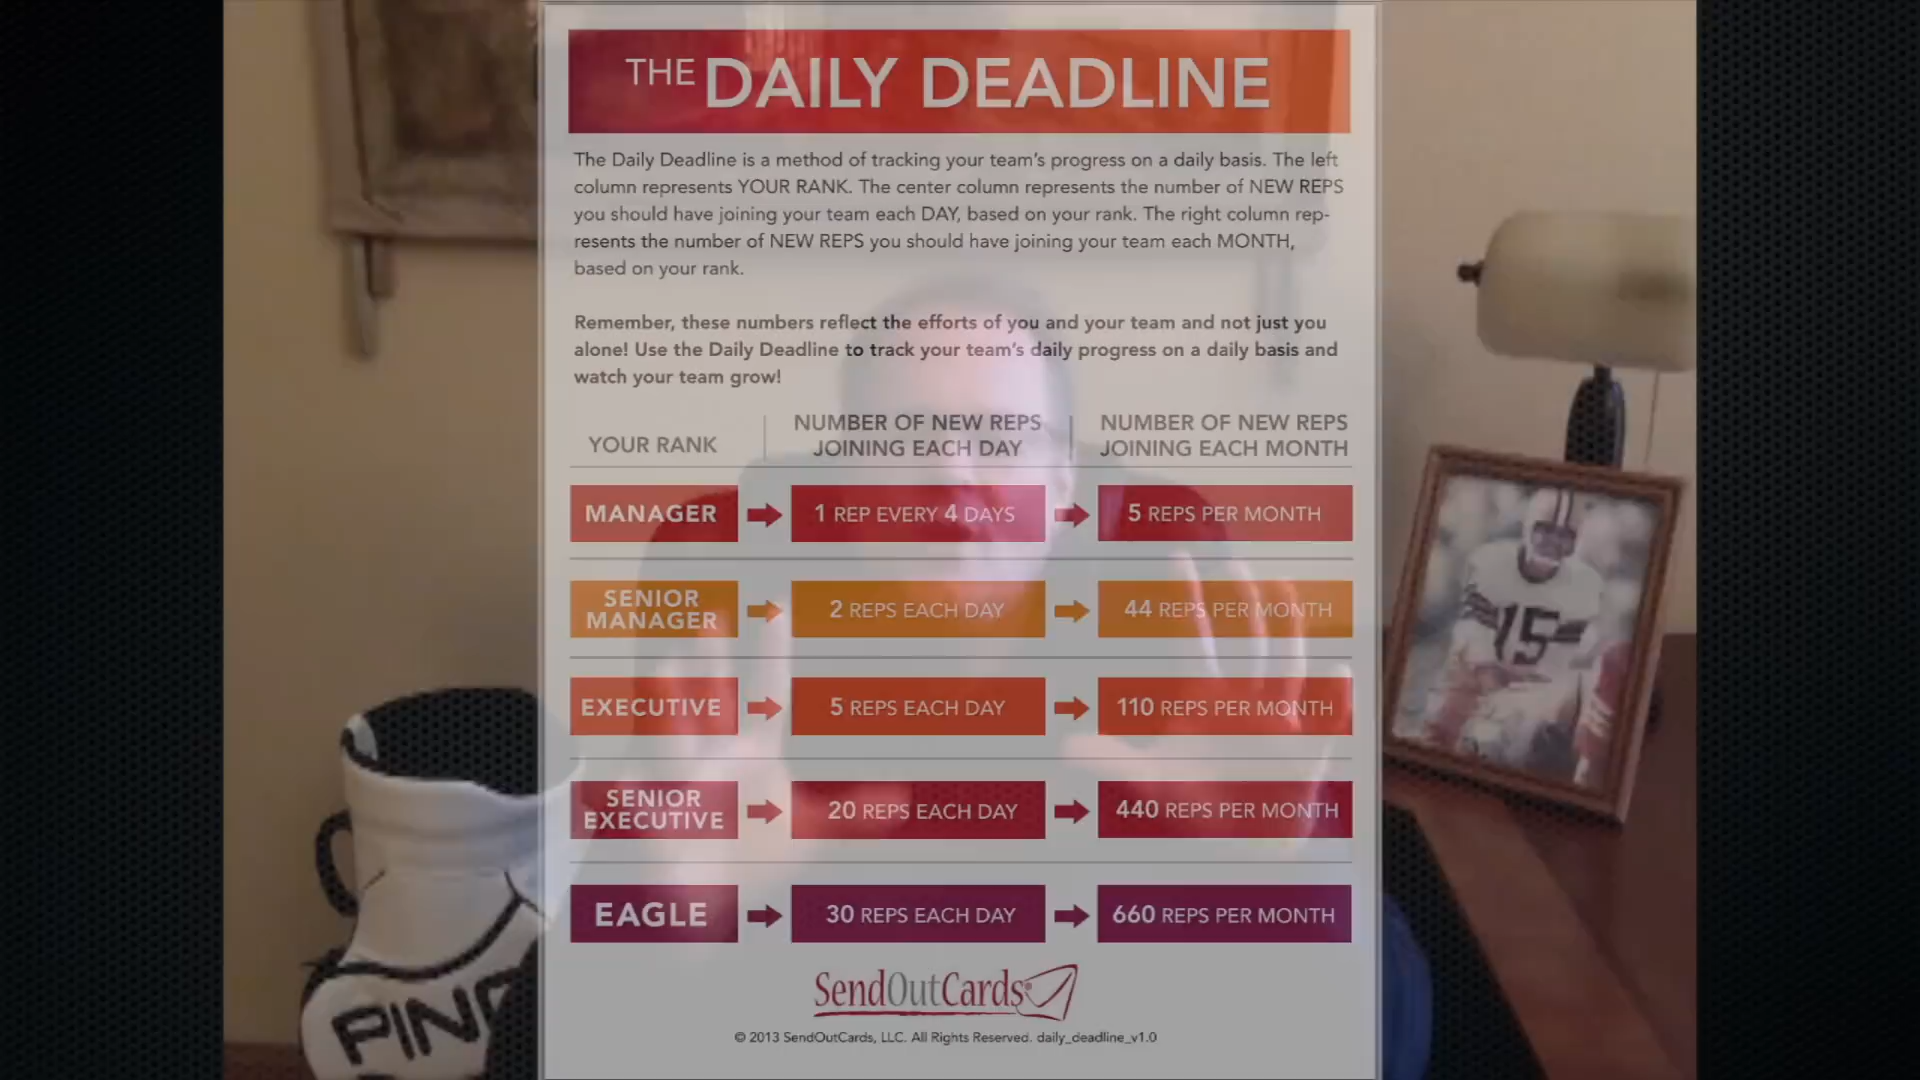 THE DAILY DEADLINE
The Daily Deadline is a method of tracking your team's progress on a daily basis. The left
column represents YOUR RANK. The center column represents the number of NEW REPS
you should have joining your team each DAY, based on your rank. The right column rep-
resents the number of NEW REPS you should have joining your team each MONTH,
based on your rank.
Remember, these numbers reflect the efforts of you and your team and not just you
alone! Use the Daily Deadline to track your team's daily progress on a daily basis and
watch your team grow!
YOUR RANK
NUMBER OF NEW REPS
JOINING EACH DAY
NUMBER OF NEW REPS
JOINING EACH MONTH
MANAGER
1 REP EVERY 4 DAYS
5 REPS PER MONTH
SENIOR
MANAGER
2 REPS EACH DAY
44 REPS PER MONTH
EXECUTIVE
5 REPS EACH DAY
110 REPS PER MONTH
SENIOR
EXECUTIVE
20 REPS EACH DAY
440 REPS PER MONTH
EAGLE
30 REPS EACH DAY
660 REPS PER MONTH
SendOutCards®
© 2013 SendOutCards, LLC. All Rights Reserved. daily_deadline_v1.0
15
PING